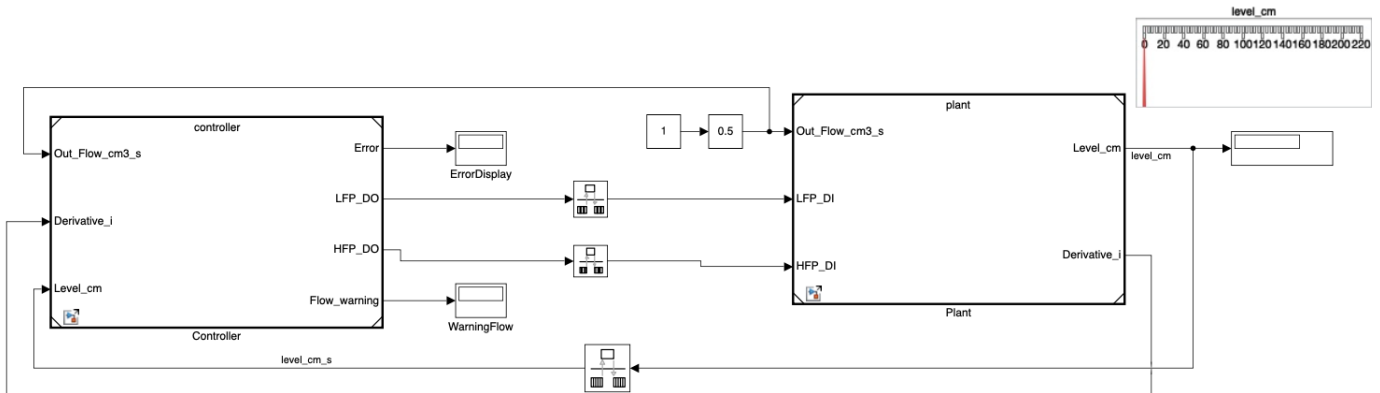 level_cm
0 20 40 60 80 100120140160180200220
controller
Out_Flow_cm3_s
Derivative_i
Level_cm
Error
LFP_DO
HFP_DO
Flow_warning
Controller
ErrorDisplay
WarningFlow
1
0.5
plant
Out_Flow_cm3_s
LFP_DI
HFP_DI
Level_cm
Derivative_i
Plant
level_cm
level_cm_s